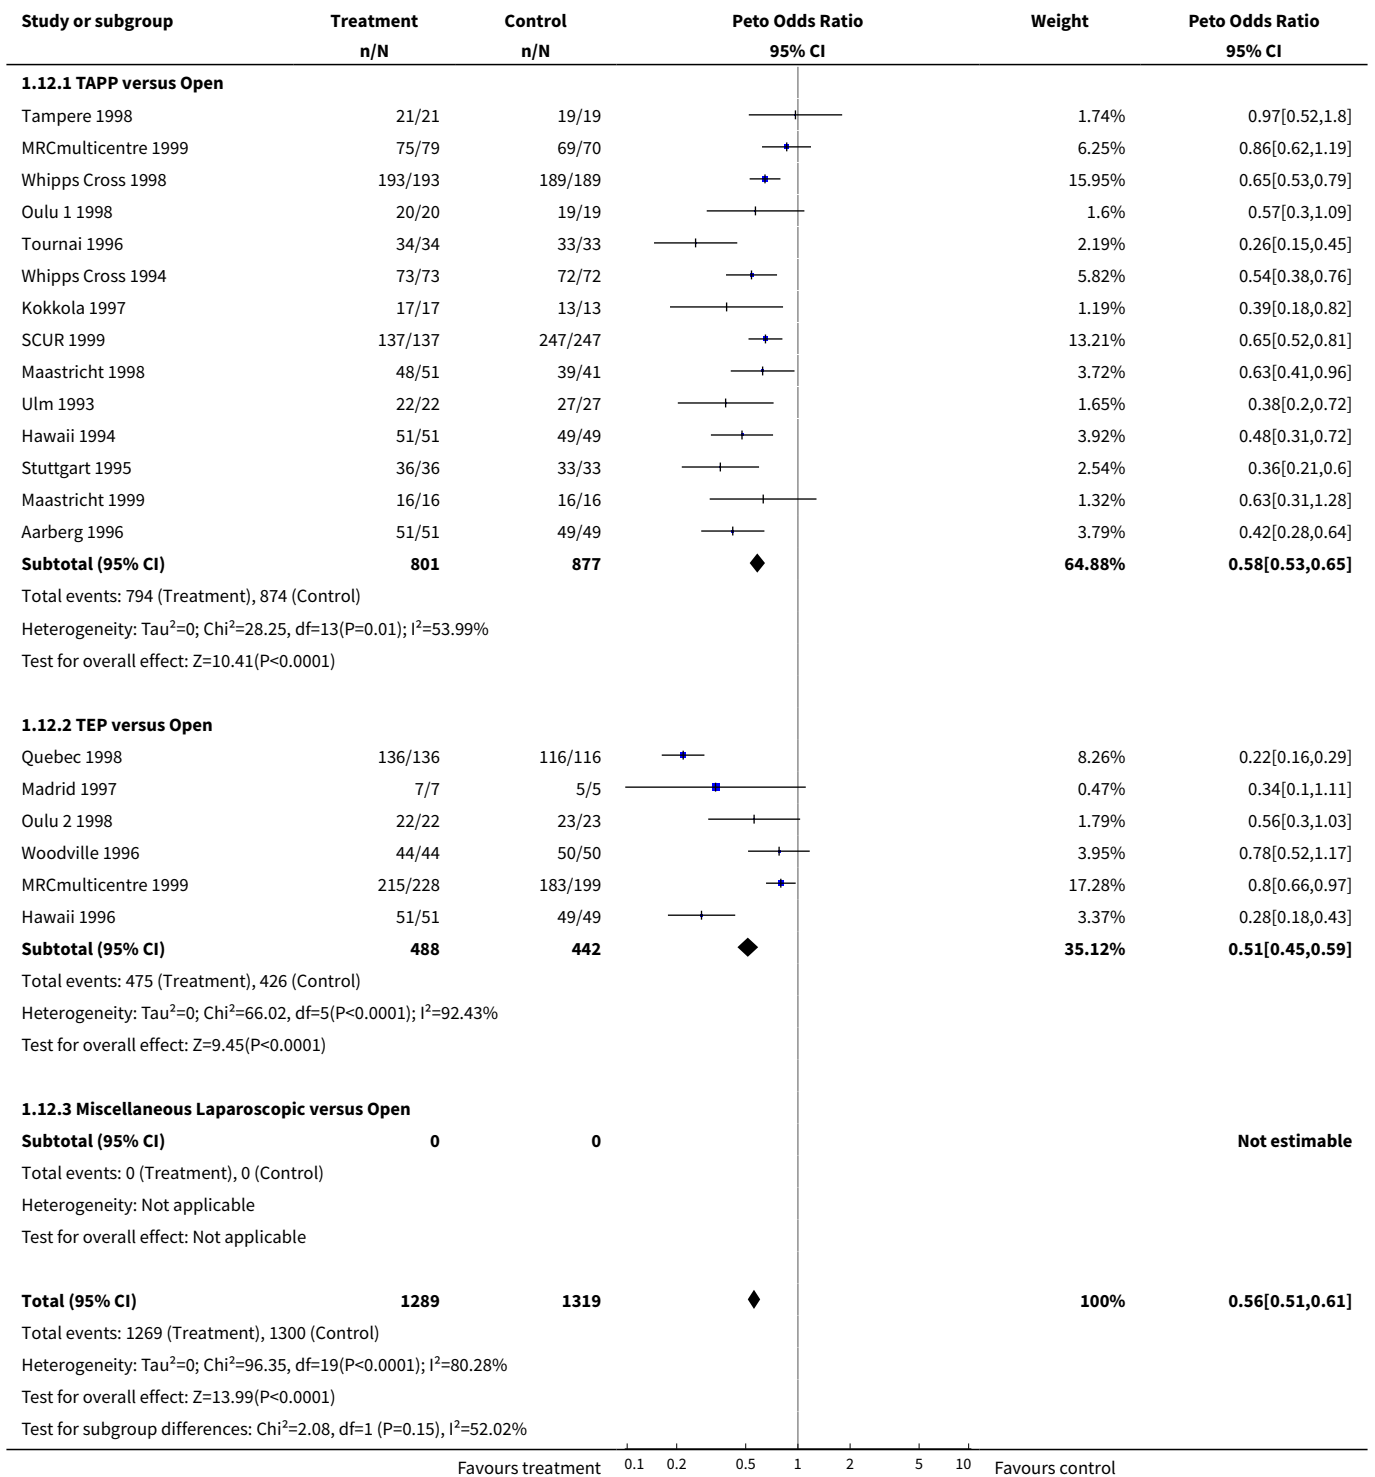 Study or subgroup Treatment Control Peto Odds Ratio Weight Peto Odds Ratio
n/N n/N 95% CI 95% CI
1.12.1 TAPP versus Open
Tampere 1998 21/21 19/19 1.74% 0.97[0.52,1.8]
MRCmulticentre 1999 75/79 69/70 6.25% 0.86[0.62,1.19]
Whipps Cross 1998 193/193 189/189 15.95% 0.65[0.53,0.79]
Oulu 1 1998 20/20 19/19 1.6% 0.57[0.3,1.09]
Tournai 1996 34/34 33/33 2.19% 0.26[0.15,0.45]
Whipps Cross 1994 73/73 72/72 5.82% 0.54[0.38,0.76]
Kokkola 1997 17/17 13/13 1.19% 0.39[0.18,0.82]
SCUR 1999 137/137 247/247 13.21% 0.65[0.52,0.81]
Maastricht 1998 48/51 39/41 3.72% 0.63[0.41,0.96]
Ulm 1993 22/22 27/27 1.65% 0.38[0.2,0.72]
Hawaii 1994 51/51 49/49 3.92% 0.48[0.31,0.72]
Stuttgart 1995 36/36 33/33 2.54% 0.36[0.21,0.6]
Maastricht 1999 16/16 16/16 1.32% 0.63[0.31,1.28]
Aarberg 1996 51/51 49/49 3.79% 0.42[0.28,0.64]
Subtotal (95% CI) 801 877 64.88% 0.58[0.53,0.65]
Total events: 794 (Treatment), 874 (Control)
Heterogeneity: Tau²=0; Chi²=28.25, df=13(P=0.01); I²=53.99%
Test for overall effect: Z=10.41(P<0.0001)
1.12.2 TEP versus Open
Quebec 1998 136/136 116/116 8.26% 0.22[0.16,0.29]
Madrid 1997 7/7 5/5 0.47% 0.34[0.1,1.11]
Oulu 2 1998 22/22 23/23 1.79% 0.56[0.3,1.03]
Woodville 1996 44/44 50/50 3.95% 0.78[0.52,1.17]
MRCmulticentre 1999 215/228 183/199 17.28% 0.8[0.66,0.97]
Hawaii 1996 51/51 49/49 3.37% 0.28[0.18,0.43]
Subtotal (95% CI) 488 442 35.12% 0.51[0.45,0.59]
Total events: 475 (Treatment), 426 (Control)
Heterogeneity: Tau²=0; Chi²=66.02, df=5(P<0.0001); I²=92.43%
Test for overall effect: Z=9.45(P<0.0001)
1.12.3 Miscellaneous Laparoscopic versus Open
Subtotal (95% CI) 0 0 Not estimable
Total events: 0 (Treatment), 0 (Control)
Heterogeneity: Not applicable
Test for overall effect: Not applicable
Total (95% CI) 1289 1319 100% 0.56[0.51,0.61]
Total events: 1269 (Treatment), 1300 (Control)
Heterogeneity: Tau²=0; Chi²=96.35, df=19(P<0.0001); I²=80.28%
Test for overall effect: Z=13.99(P<0.0001)
Test for subgroup differences: Chi²=2.08, df=1 (P=0.15), I²=52.02%
Favours treatment 0.1 0.2 0.5 1 2 5 10 Favours control